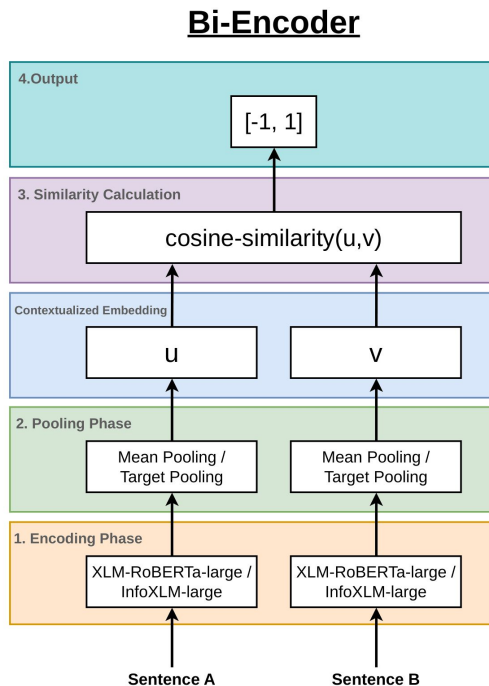 Bi-Encoder
4.Output
[-1, 1]
3. Similarity Calculation
cosine-similarity(u,v)
Contextualized Embedding
u
v
2. Pooling Phase
Mean Pooling /
Target Pooling
Mean Pooling /
Target Pooling
1. Encoding Phase
XLM-RoBERTa-large /
InfoXLM-large
XLM-RoBERTa-large /
InfoXLM-large
Sentence A
Sentence B